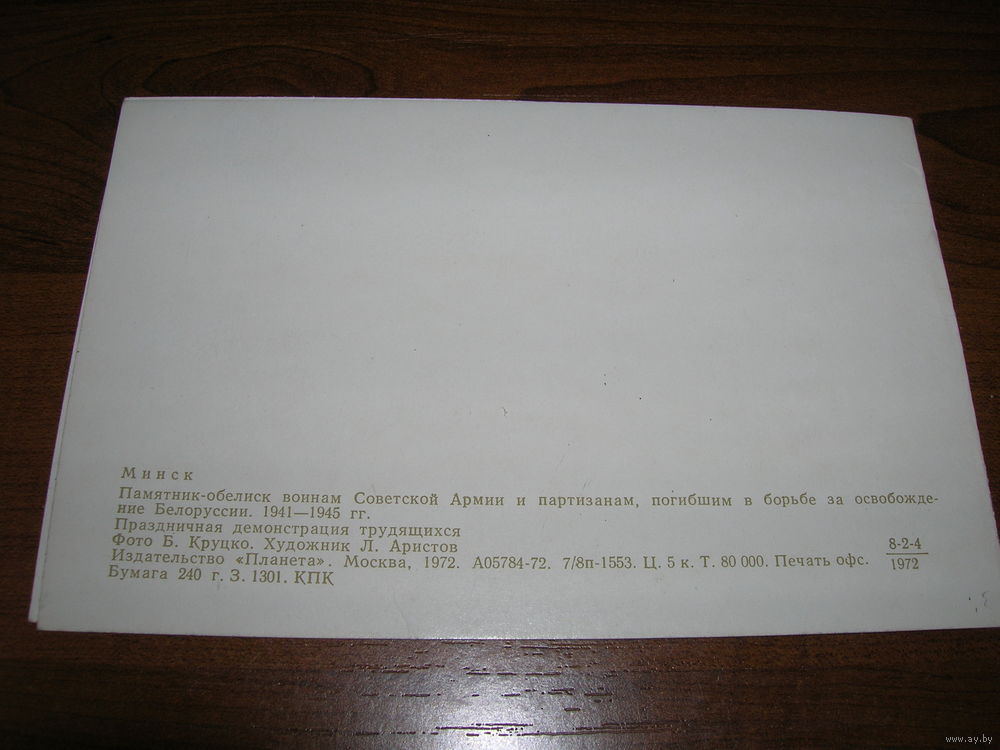 Минск
Памятник-обелиск воинам Советской Армии и партизанам, погибшим в борьбе за освобожде-
ние Белоруссии. 1941—1945 гг.
Праздничная демонстрация трудящихся
Фото Б. Круцко. Художник Л. Аристов
Издательство «Планета». Москва, 1972. А05784-72. 7/8п-1553. Ц. 5 к. Т. 80 000. Печать офс.
Бумага 240 г. З. 1301. КПК
8-2-4
1972
www.ay.by